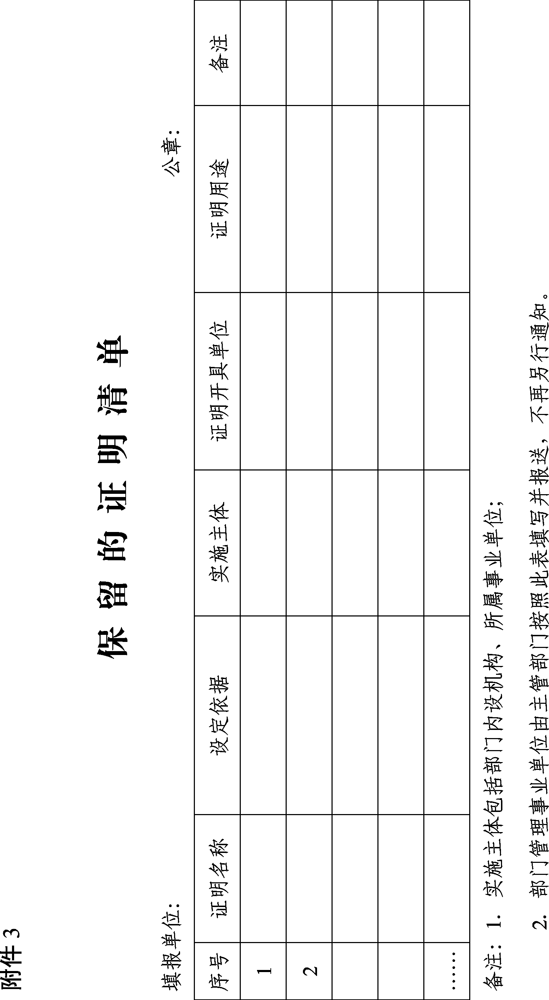 附件 3
保留的证明清单
填报单位： 公章：
序号 证明名称 设定依据 实施主体 证明开具单位 证明用途 备注
1
2
……
备注：1. 实施主体包括部门内设机构、所属事业单位；
2. 部门管理事业单位由主管部门按照此表填写并报送，不再另行通知。